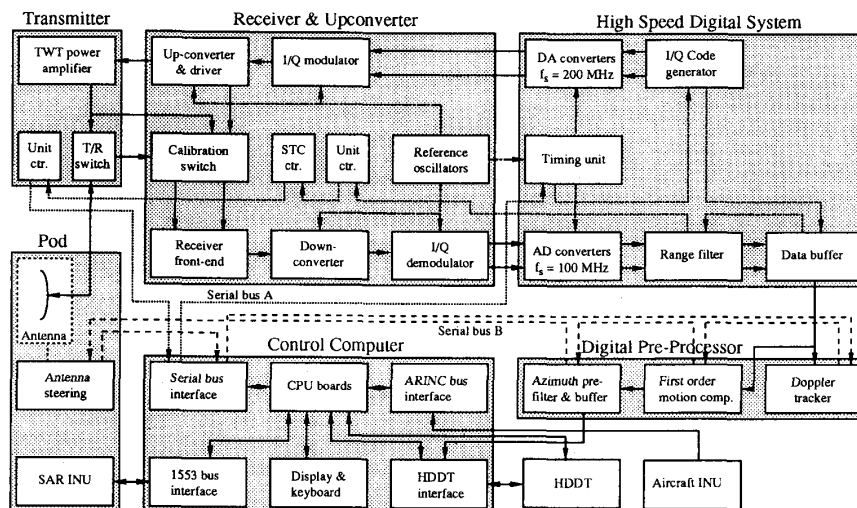 Transmitter
Receiver & Upconverter
High Speed Digital System
TWT power
amplifier
Up-converter
& driver
I/Q modulator
DA converters
fs = 200 MHz
I/Q Code
generator
Unit
ctr.
T/R
switch
Calibration
switch
STC
ctr.
Unit
ctr.
Reference
oscillators
Timing unit
Receiver
front-end
Down-
converter
I/Q
demodulator
AD converters
fs = 100 MHz
Range filter
Data buffer
Pod
Antenna
Serial bus A
Serial bus B
Control Computer
Digital Pre-Processor
Antenna
steering
Serial bus
interface
CPU boards
ARINC bus
interface
Azimuth pre-
filter & buffer
First order
motion comp.
Doppler
tracker
SAR INU
1553 bus
interface
Display &
keyboard
HDDT
interface
HDDT
Aircraft INU